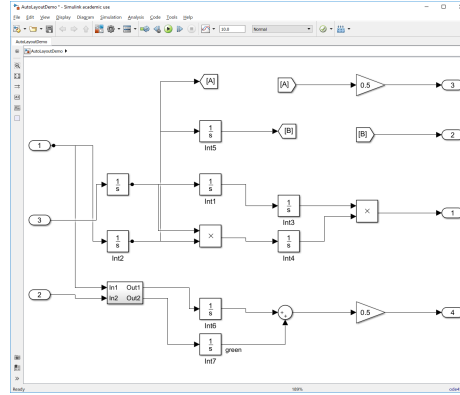 AutoLayoutDemo * - Simulink academic use
File Edit View Display Diagram Simulation Analysis Code Tools Help
10.0 Normal
AutoLayoutDemo
AutoLayoutDemo
[A] [A] 0.5 3
1 s Int5 [B] [B] 2
1
1 s 1 s Int1 1 s Int3 × 1
3
1 s Int2 × 1 s Int4
2 In1 Out1
In2 Out2
1 s Int6 + + 0.5 4
1 s Int7 green
Ready 100% ode4